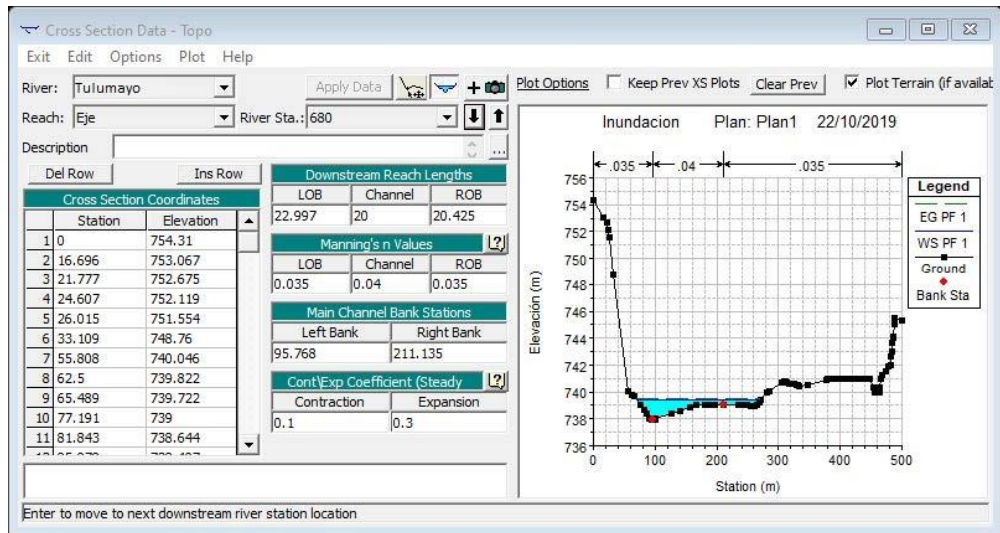 Cross Section Data - Topo
Exit Edit Options Plot Help
River: Tulumayo
Apply Data
Reach: Eje
River Sta.: 680
Description
...
Del Row Ins Row
Cross Section Coordinates
Station Elevation
1 0 754.31
2 16.696 753.067
3 21.777 752.675
4 24.607 752.119
5 26.015 751.554
6 33.109 748.76
7 55.808 740.046
8 62.5 739.822
9 65.489 739.722
10 77.191 739
11 81.843 738.644
Downstream Reach Lengths
LOB Channel ROB
22.997 20 20.425
Manning's n Values ?
LOB Channel ROB
0.035 0.04 0.035
Main Channel Bank Stations
Left Bank Right Bank
95.768 211.135
Cont\Exp Coefficient (Steady ?
Contraction Expansion
0.1 0.3
Enter to move to next downstream river station location
Plot Options Keep Prev XS Plots Clear Prev Plot Terrain (if availab
Inundacion Plan: Plan1 22/10/2019
.035 .04 .035
756
754
752
750
748
746
744
742
740
738
736
Elevación (m)
0 100 200 300 400 500
Station (m)
Legend
EG PF 1
WS PF 1
Ground
Bank Sta